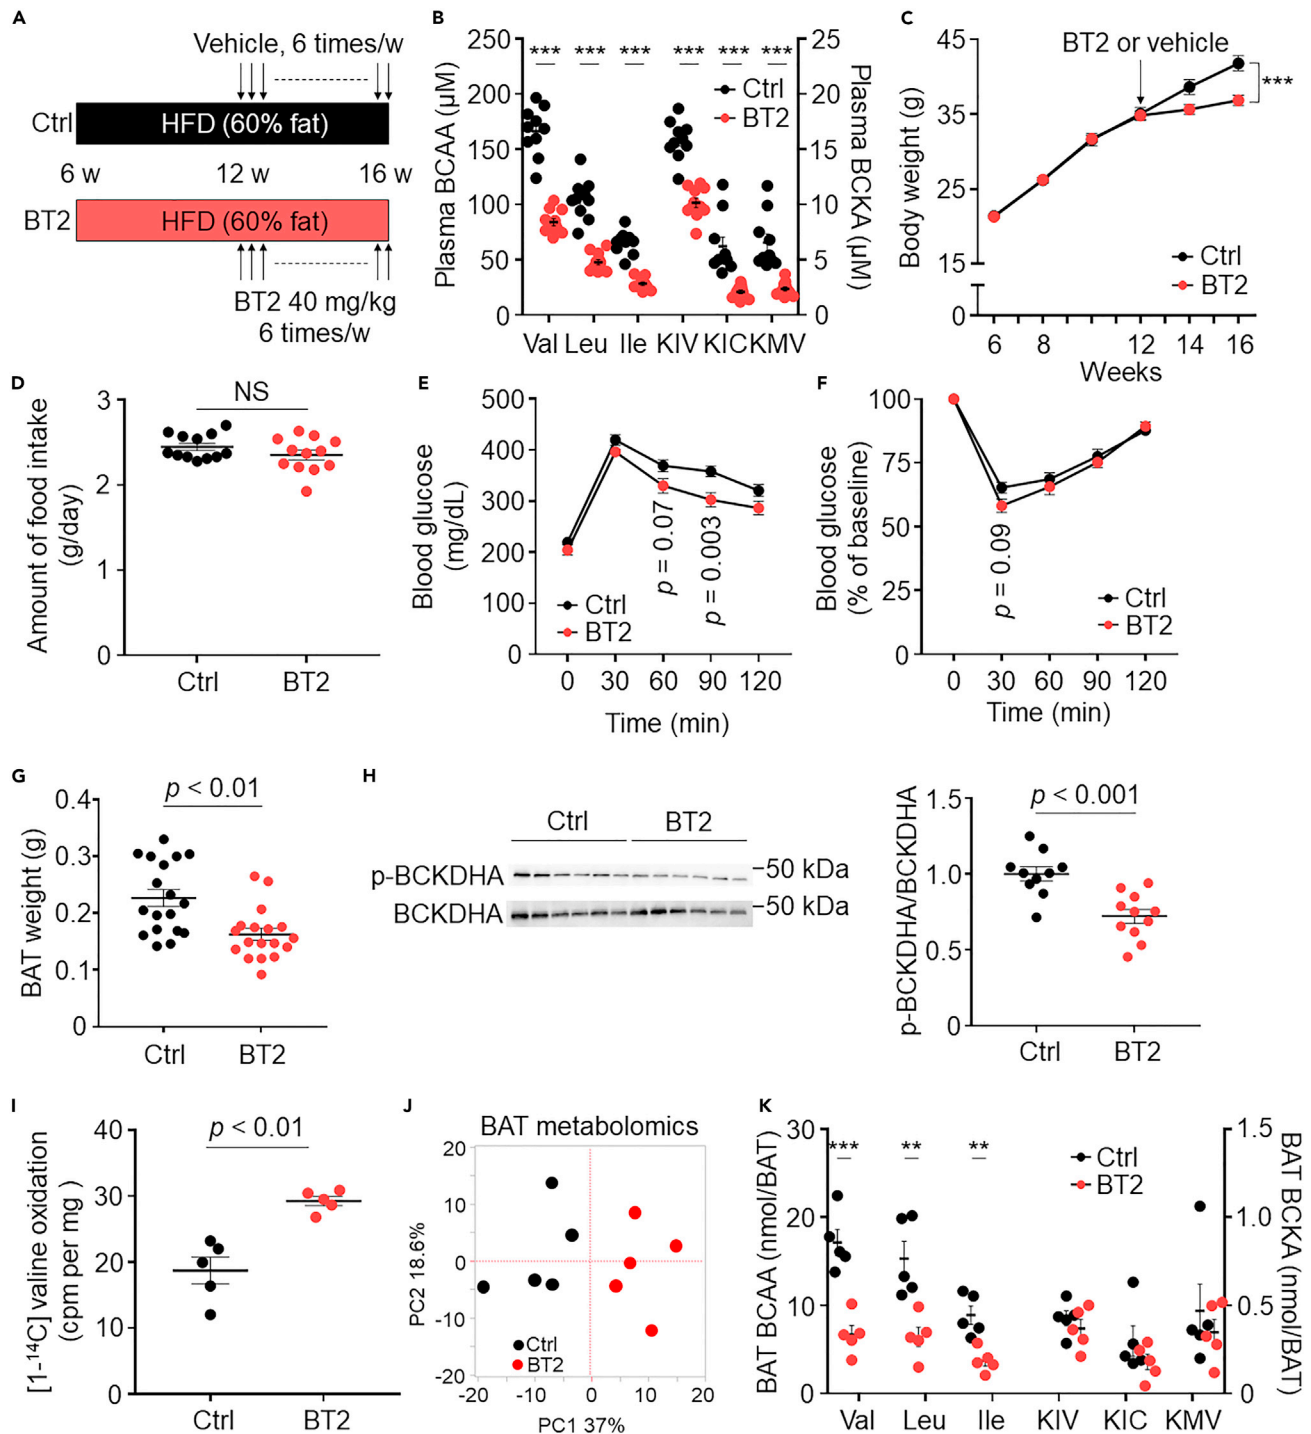 A
Vehicle, 6 times/w
Ctrl
HFD (60% fat)
6 w
12 w
16 w
BT2
HFD (60% fat)
BT2 40 mg/kg
6 times/w
B
Plasma BCAA (µM)
250
200
150
100
50
0
*** *** *** *** *** ***
Ctrl
BT2
25
20
15
10
5
0
Plasma BCKA (µM)
Val Leu Ile KIV KIC KMV
C
Body weight (g)
45
35
25
15
0
BT2 or vehicle
***
Ctrl
BT2
6 8 10 12 14 16
Weeks
D
Amount of food intake
(g/day)
3
2
1
0
NS
Ctrl BT2
E
Blood glucose
(mg/dL)
500
400
300
200
100
0
p = 0.07
p = 0.003
Ctrl
BT2
0 30 60 90 120
Time (min)
F
Blood glucose
(% of baseline)
100
75
50
25
0
p = 0.09
Ctrl
BT2
0 30 60 90 120
Time (min)
G
BAT weight (g)
0.4
0.3
0.2
0.1
0
p < 0.01
Ctrl BT2
H
Ctrl BT2
p-BCKDHA
–50 kDa
BCKDHA
–50 kDa
p-BCKDHA/BCKDHA
1.5
1.0
0.5
0
p < 0.001
Ctrl BT2
I
[1-¹⁴C] valine oxidation
(cpm per mg )
40
30
20
10
0
p < 0.01
Ctrl BT2
J
BAT metabolomics
PC2 18.6%
20
10
0
-10
-20
Ctrl
BT2
-20 -10 0 10 20
PC1 37%
K
BAT BCAA (nmol/BAT)
30
20
10
0
*** ** **
Ctrl
BT2
1.5
1.0
0.5
0
BAT BCKA (nmol/BAT)
Val Leu Ile KIV KIC KMV